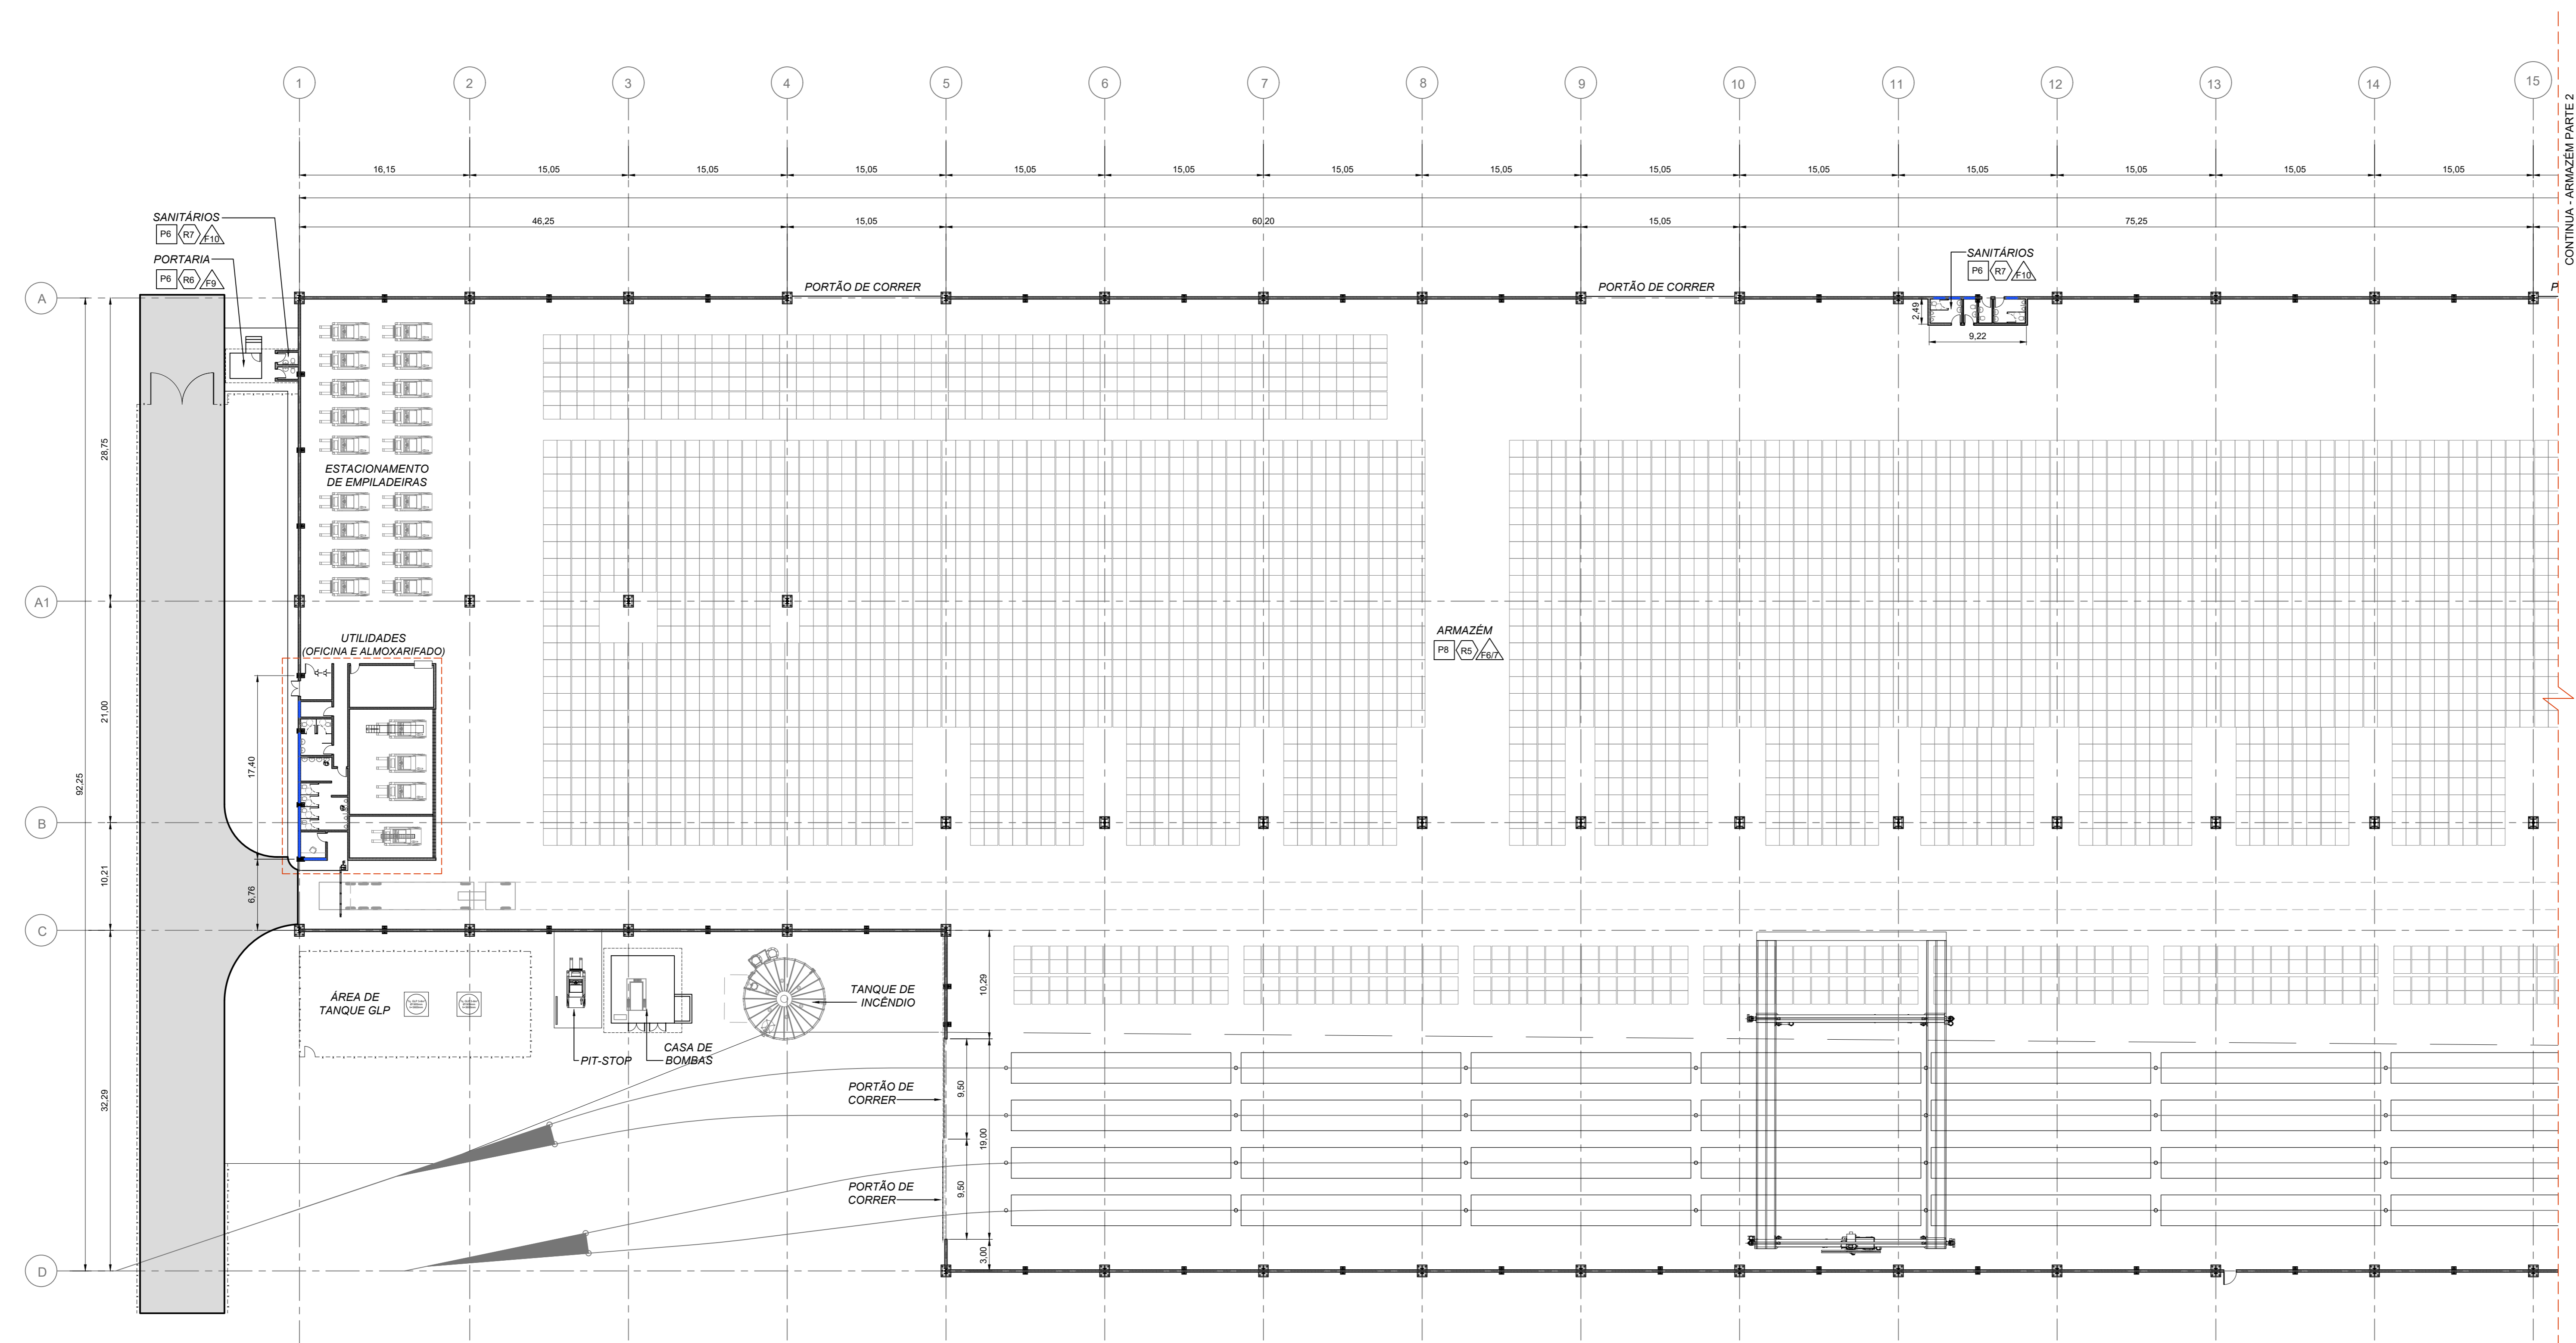 1
2
3
4
5
6
7
8
9
10
11
12
13
14
15
CONTINUA - ARMAZÉM PARTE 2
16,15
15,05
15,05
15,05
15,05
15,05
15,05
15,05
15,05
15,05
15,05
15,05
15,05
15,05
46,25
15,05
60,20
15,05
75,25
SANITÁRIOS
P6 R7 F10
PORTARIA
P6 R6 F9
A
PORTÃO DE CORRER
PORTÃO DE CORRER
SANITÁRIOS
P6 R7 F10
P
2,49
9,22
28,75
ESTACIONAMENTO
DE EMPILADEIRAS
A1
UTILIDADES
(OFICINA E ALMOXARIFADO)
ARMAZÉM
P8 R5 F6/7
21,00
17,40
92,25
B
10,21
6,76
C
ÁREA DE
TANQUE GLP
PIT-STOP
CASA DE
BOMBAS
TANQUE DE
INCÊNDIO
10,29
32,29
PORTÃO DE
CORRER
9,50
19,00
PORTÃO DE
CORRER
9,50
3,00
D